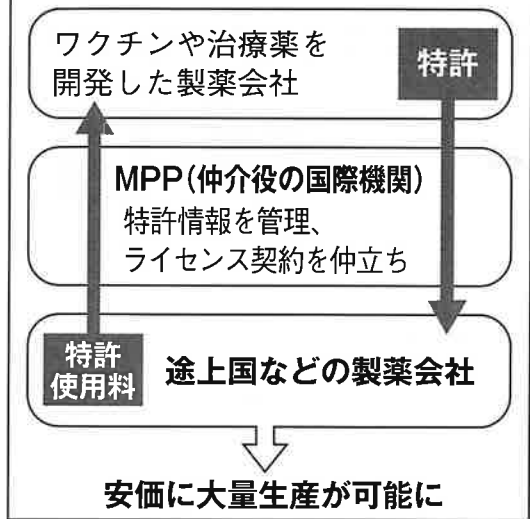 ワクチンや治療薬を
開発した製薬会社
特許
MPP(仲介役の国際機関)
特許情報を管理、
ライセンス契約を仲立ち
特許
使用料
途上国などの製薬会社
安価に大量生産が可能に